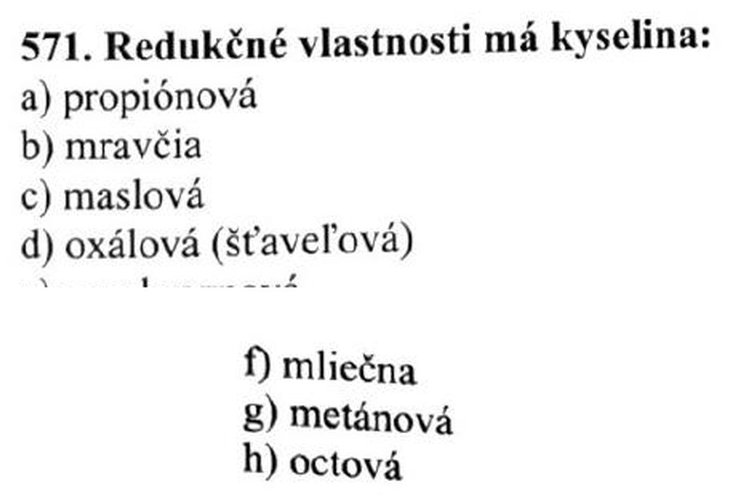 571. Redukčné vlastnosti má kyselina:
a) propiónová
b) mravčia
c) maslová
d) oxálová (šťaveľová)
f) mliečna
g) metánová
h) octová